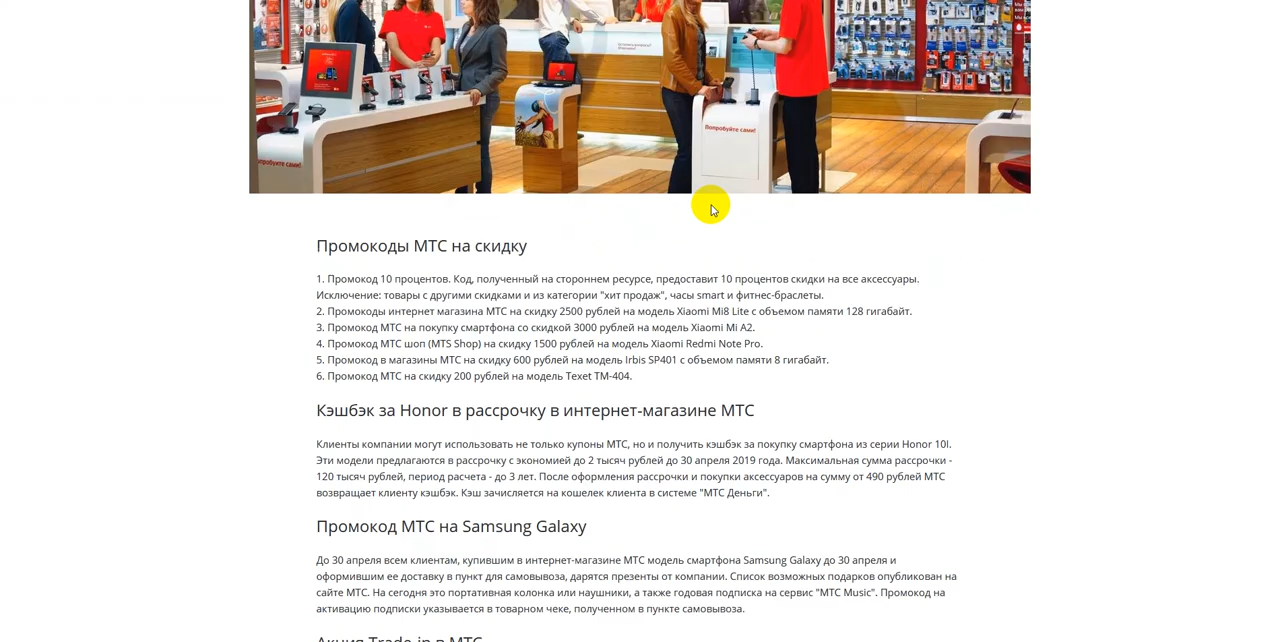 Попробуйте сами!
Попробуйте сами!
Промокоды МТС на скидку
1. Промокод 10 процентов. Код, полученный на стороннем ресурсе, предоставит 10 процентов скидки на все аксессуары.
Исключение: товары с другими скидками и из категории "хит продаж", часы smart и фитнес-браслеты.
2. Промокоды интернет магазина МТС на скидку 2500 рублей на модель Xiaomi Mi8 Lite с объемом памяти 128 гигабайт.
3. Промокод МТС на покупку смартфона со скидкой 3000 рублей на модель Xiaomi Mi A2.
4. Промокод МТС шоп (MTS Shop) на скидку 1500 рублей на модель Xiaomi Redmi Note Pro.
5. Промокод в магазины МТС на скидку 600 рублей на модель Irbis SP401 с объемом памяти 8 гигабайт.
6. Промокод МТС на скидку 200 рублей на модель Texet TM-404.
Кэшбэк за Honor в рассрочку в интернет-магазине МТС
Клиенты компании могут использовать не только купоны МТС, но и получить кэшбэк за покупку смартфона из серии Honor 10I.
Эти модели предлагаются в рассрочку с экономией до 2 тысяч рублей до 30 апреля 2019 года. Максимальная сумма рассрочки -
120 тысяч рублей, период расчета - до 3 лет. После оформления рассрочки и покупки аксессуаров на сумму от 490 рублей МТС
возвращает клиенту кэшбэк. Кэш зачисляется на кошелек клиента в системе "МТС Деньги".
Промокод МТС на Samsung Galaxy
До 30 апреля всем клиентам, купившим в интернет-магазине МТС модель смартфона Samsung Galaxy до 30 апреля и
оформившим ее доставку в пункт для самовывоза, дарятся презенты от компании. Список возможных подарков опубликован на
сайте МТС. На сегодня это портативная колонка или наушники, а также годовая подписка на сервис "МТС Music". Промокод на
активацию подписки указывается в товарном чеке, полученном в пункте самовывоза.
Акция Trade-in в МТС